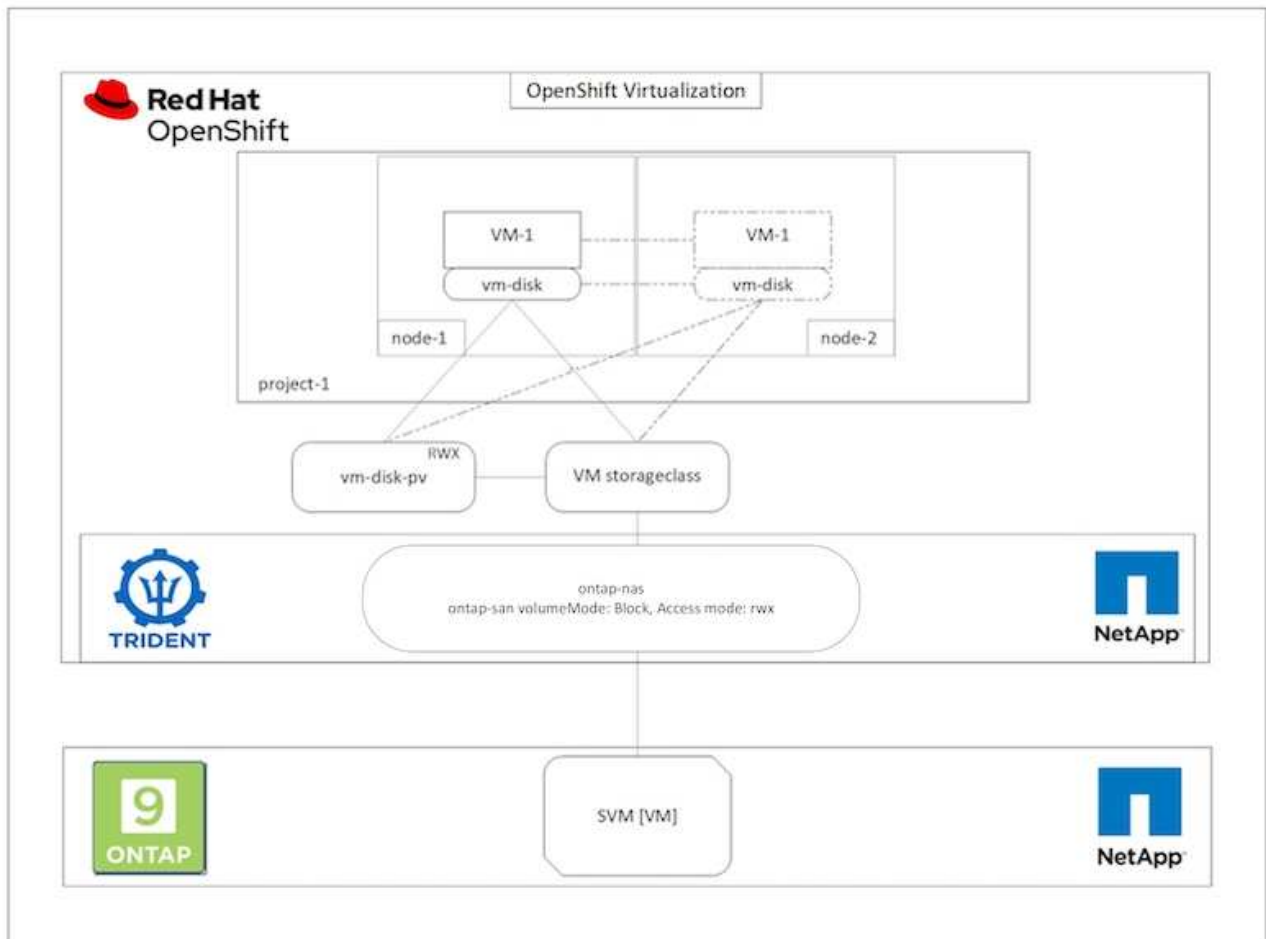 Red Hat
OpenShift
OpenShift Virtualization
VM-1
VM-1
vm-disk
vm-disk
node-1
node-2
project-1
RWX
vm-disk-pv
VM storageclass
TRIDENT
ontap-nas
ontap-san volumeMode: Block, Access mode: rwx
NetApp
9
ONTAP
SVM [VM]
NetApp